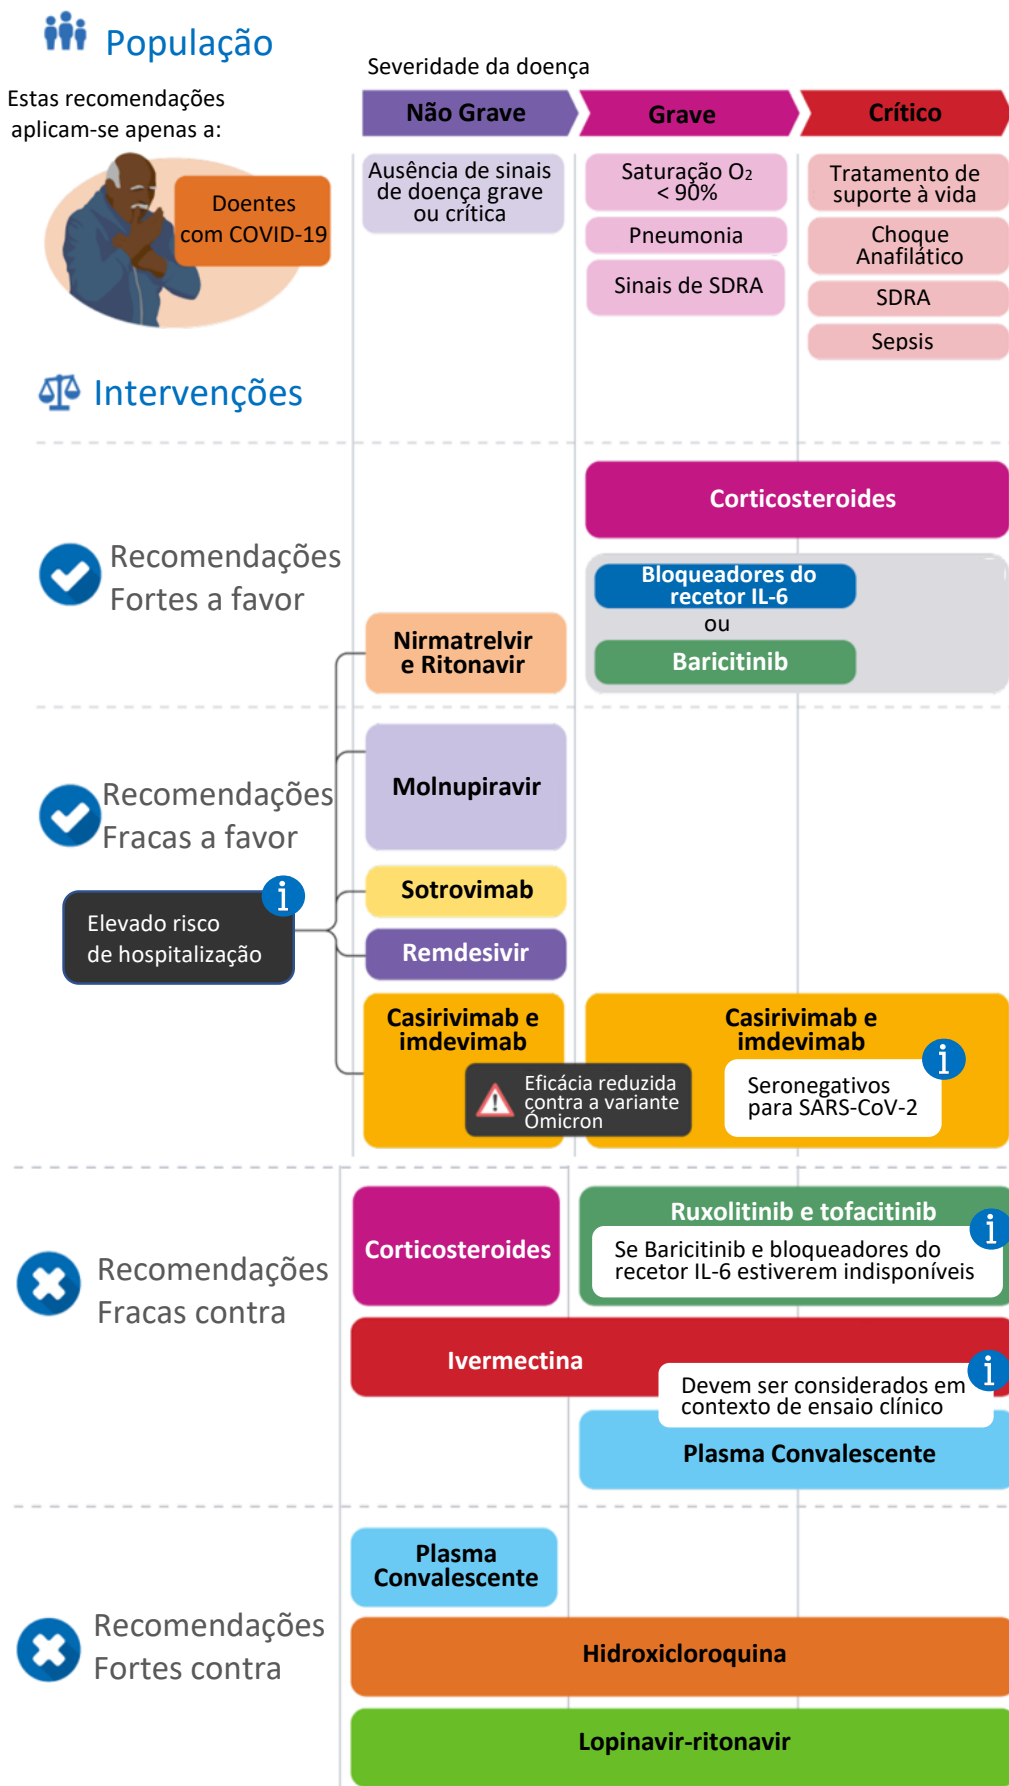 População
Estas recomendações
aplicam-se apenas a:
Doentes
com COVID-19
Severidade da doença
Não Grave
Grave
Crítico
Ausência de sinais
de doença grave
ou crítica
Saturação O₂
< 90%
Pneumonia
Sinais de SDRA
Tratamento de
suporte à vida
Choque
Anafilático
SDRA
Sepsis
Intervenções
Recomendações
Fortes a favor
Corticosteroides
Bloqueadores do
recetor IL-6
ou
Baricitinib
Nirmatrelvir
e Ritonavir
Recomendações
Fracas a favor
Molnupiravir
Sotrovimab
Elevado risco
de hospitalização
i
Remdesivir
Casirivimab e
imdevimab
Casirivimab e
imdevimab
Eficácia reduzida
contra a variante
Ómicron
Seronegativos
para SARS-CoV-2
i
Recomendações
Fracas contra
Corticosteroides
Ruxolitinib e tofacitinib
Se Baricitinib e bloqueadores do
recetor IL-6 estiverem indisponíveis
i
Ivermectina
Devem ser considerados em
contexto de ensaio clínico
i
Plasma Convalescente
Recomendações
Fortes contra
Plasma
Convalescente
Hidroxicloroquina
Lopinavir-ritonavir